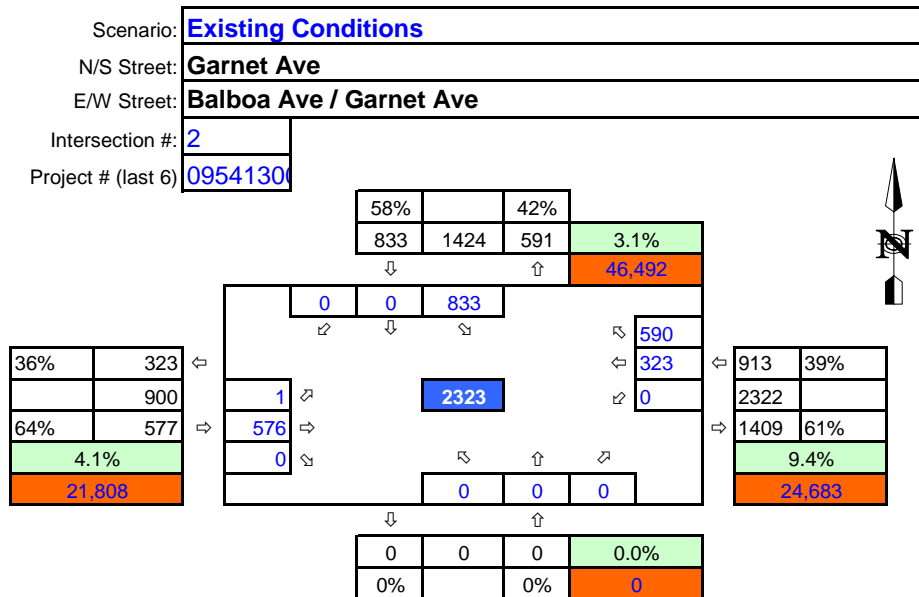 Scenario: Existing Conditions
N/S Street: Garnet Ave
E/W Street: Balboa Ave / Garnet Ave
Intersection #: 2
Project # (last 6) 09541300
N
58% 42%
833 1424 591 3.1%
⇩ ⇧ 46,492
0 0 833
⬃ ⇩ ⬂
⬁ 590
36% 323 ⇦ ⇦ 323 ⇦ 913 39%
900 1 ⬀ 2323 ⬃ 0 2322
64% 577 ⇨ 576 ⇨ ⇨ 1409 61%
4.1% 0 ⬂ ⬁ ⇧ ⬀ 9.4%
21,808 0 0 0 24,683
⇩ ⇧
0 0 0 0.0%
0% 0% 0